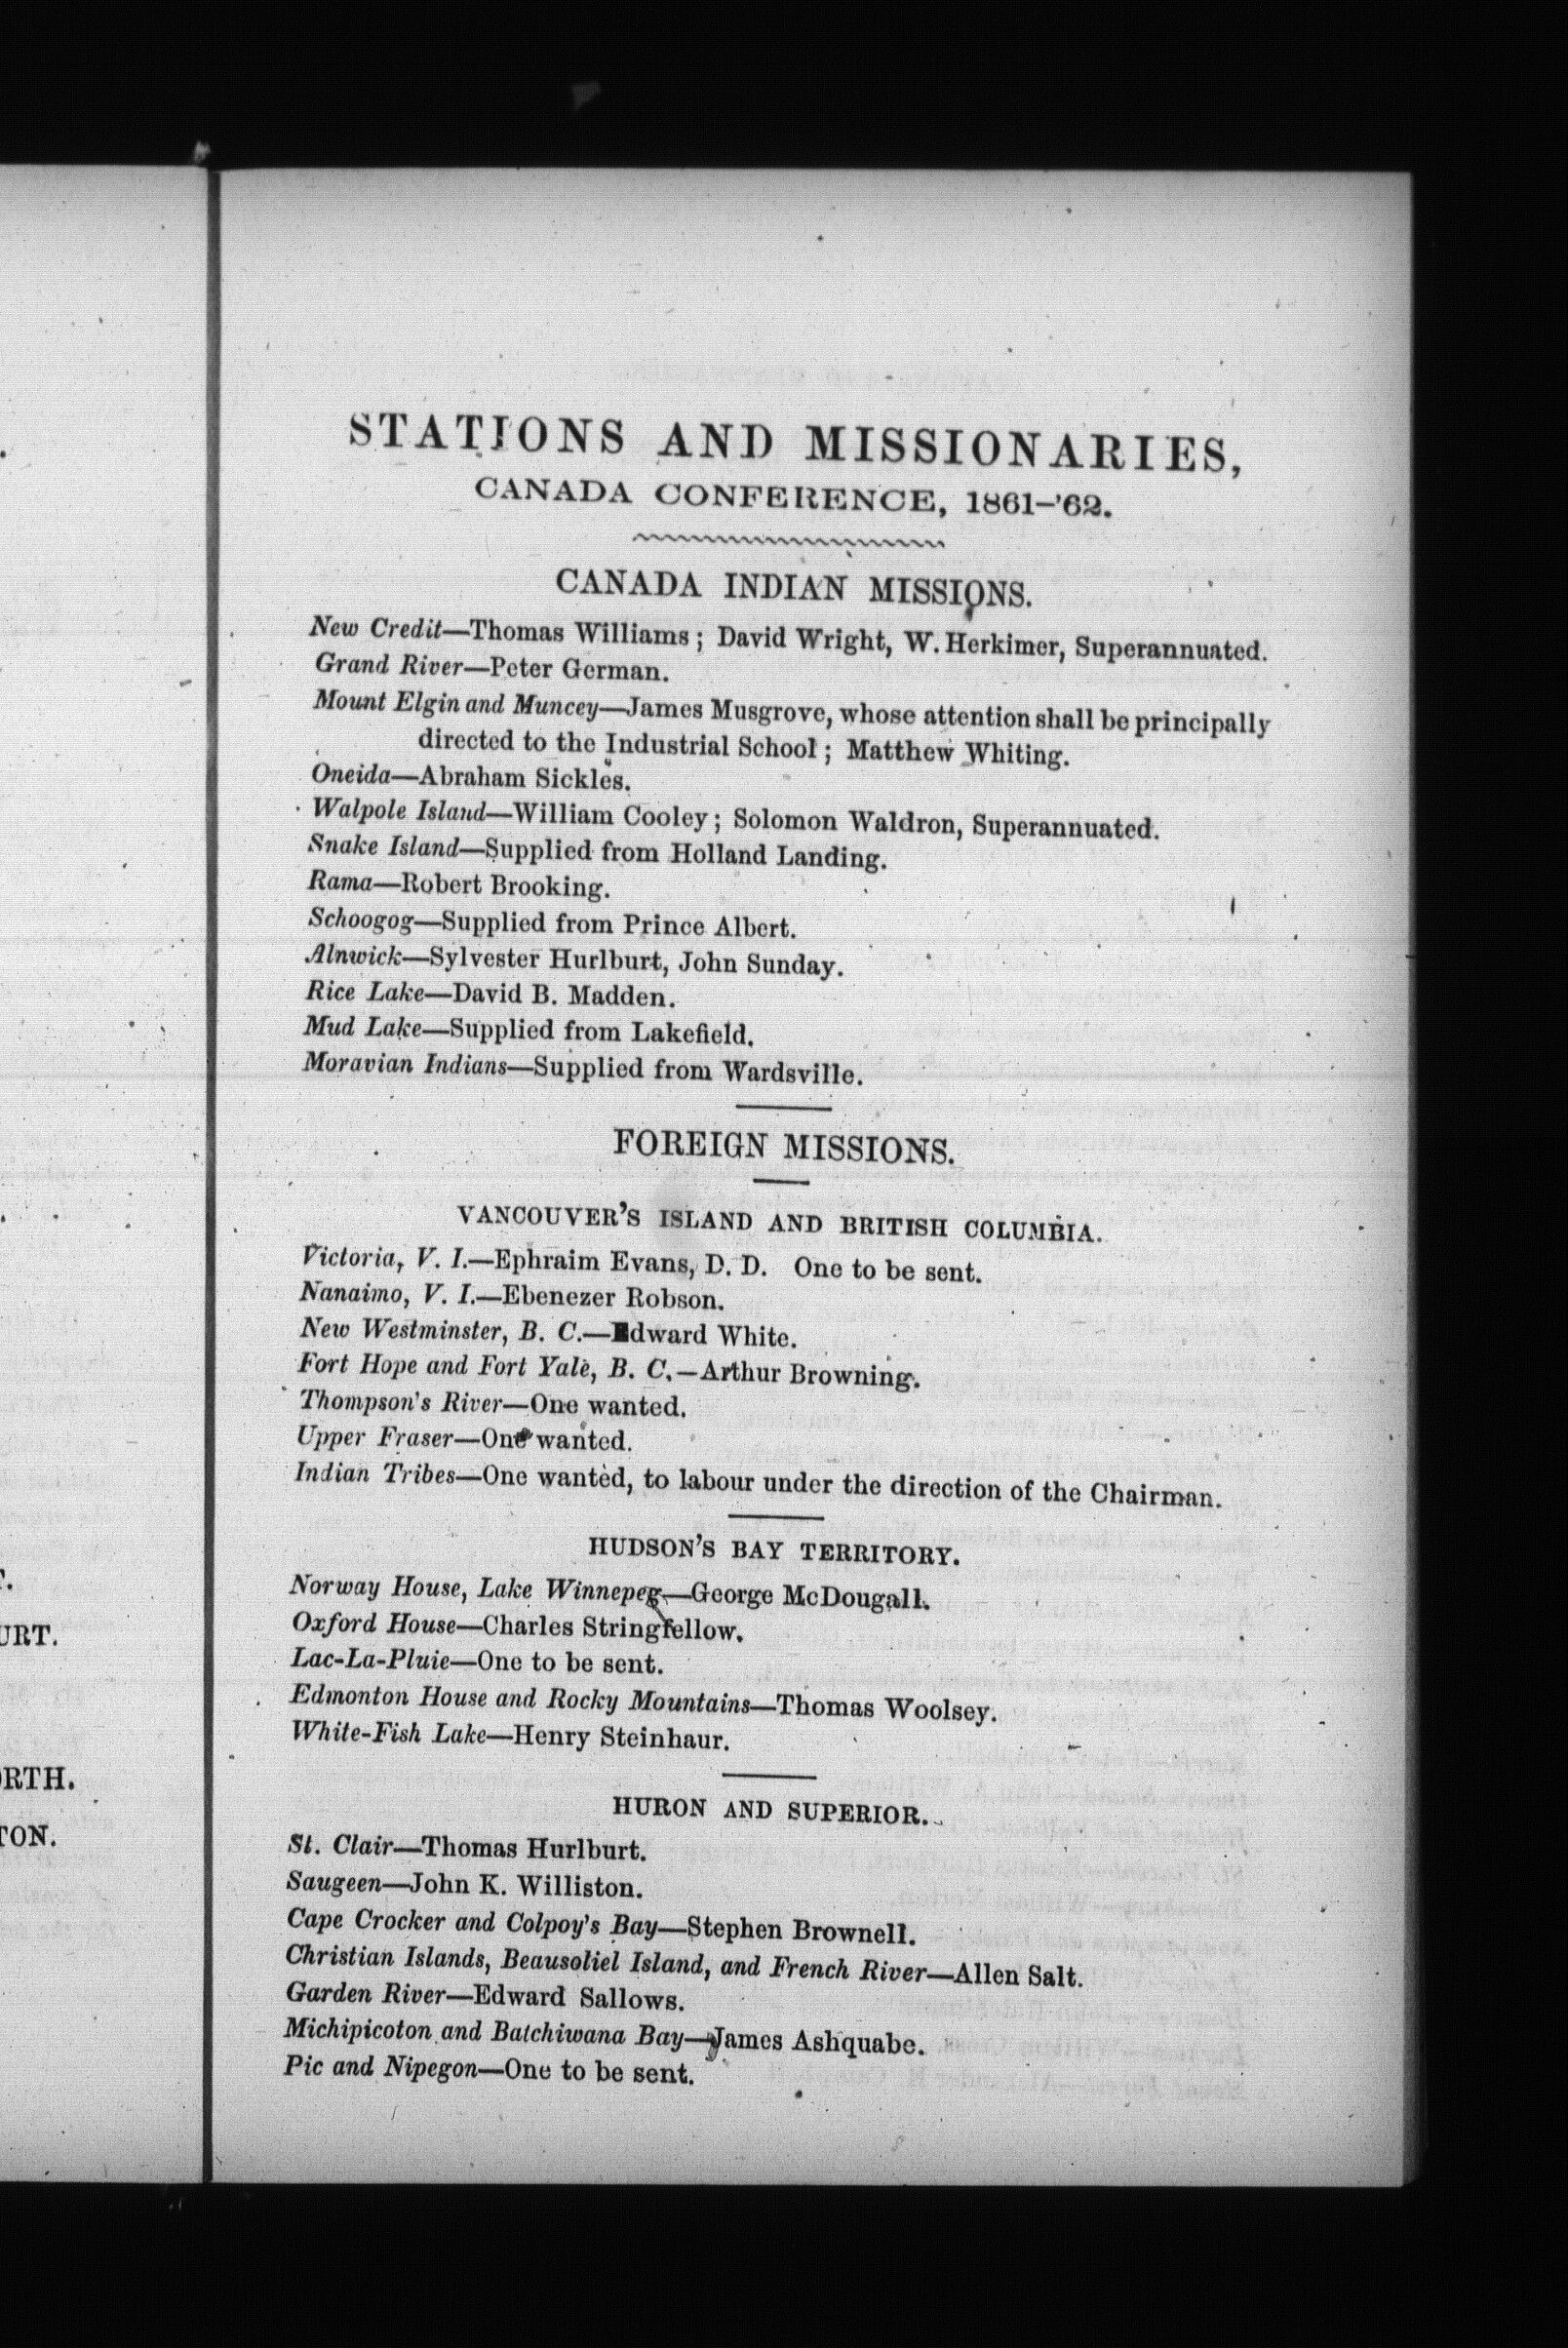 STATIONS AND MISSIONARIES,
CANADA CONFERENCE, 1861-'62.
CANADA INDIAN MISSIONS.
New Credit—Thomas Williams; David Wright, W. Herkimer, Superannuated.
Grand River—Peter German.
Mount Elgin and Muncey—James Musgrove, whose attention shall be principally
directed to the Industrial School; Matthew Whiting.
Oneida—Abraham Sickles.
Walpole Island—William Cooley; Solomon Waldron, Superannuated.
Snake Island—Supplied from Holland Landing.
Rama—Robert Brooking.
Schoogog—Supplied from Prince Albert.
Alnwick—Sylvester Hurlburt, John Sunday.
Rice Lake—David B. Madden.
Mud Lake—Supplied from Lakefield.
Moravian Indians—Supplied from Wardsville.
FOREIGN MISSIONS.
VANCOUVER'S ISLAND AND BRITISH COLUMBIA.
Victoria, V. I.—Ephraim Evans, D. D. One to be sent.
Nanaimo, V. I.—Ebenezer Robson.
New Westminster, B. C.—Edward White.
Fort Hope and Fort Yale, B. C.—Arthur Browning.
Thompson's River—One wanted.
Upper Fraser—One wanted.
Indian Tribes—One wanted, to labour under the direction of the Chairman.
HUDSON'S BAY TERRITORY.
Norway House, Lake Winnepeg—George McDougall.
Oxford House—Charles Stringfellow.
Lac-La-Pluie—One to be sent.
Edmonton House and Rocky Mountains—Thomas Woolsey.
White-Fish Lake—Henry Steinhaur.
HURON AND SUPERIOR.
St. Clair—Thomas Hurlburt.
Saugeen—John K. Williston.
Cape Crocker and Colpoy's Bay—Stephen Brownell.
Christian Islands, Beausoliel Island, and French River—Allen Salt.
Garden River—Edward Sallows.
Michipicoton and Batchiwana Bay—James Ashquabe.
Pic and Nipegon—One to be sent.
URT.
ORTH.
TON.